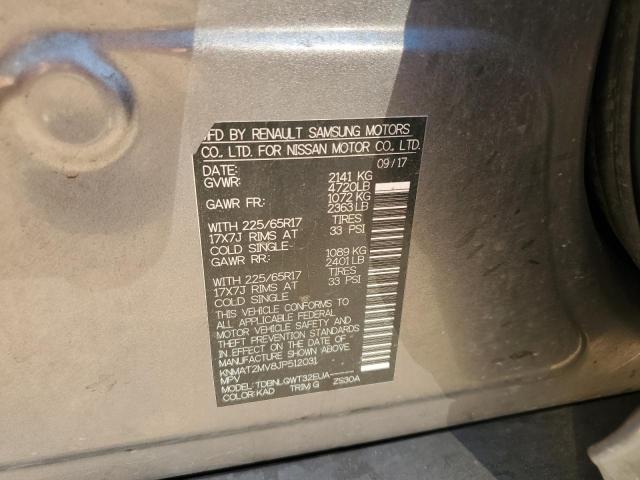 MFD BY RENAULT SAMSUNG MOTORS
CO., LTD. FOR NISSAN MOTOR CO., LTD.
DATE: 09/17
GVWR: 2141 KG
4720LB
GAWR FR: 1072 KG
2363LB
WITH 225/65R17 TIRES
17X7J RIMS AT 33 PSI
COLD SINGLE
GAWR RR: 1089 KG
2401LB
WITH 225/65R17 TIRES
17X7J RIMS AT 33 PSI
COLD SINGLE
THIS VEHICLE CONFORMS TO
ALL APPLICABLE FEDERAL
MOTOR VEHICLE SAFETY AND
THEFT PREVENTION STANDARDS
IN EFFECT ON THE DATE OF
MANUFACTURE SHOWN ABOVE.
KNMAT2MV8JP512031
MPV
MODEL: TDBNLGWT32EUA-----
COLOR: KAD TRIM: G ZS30A